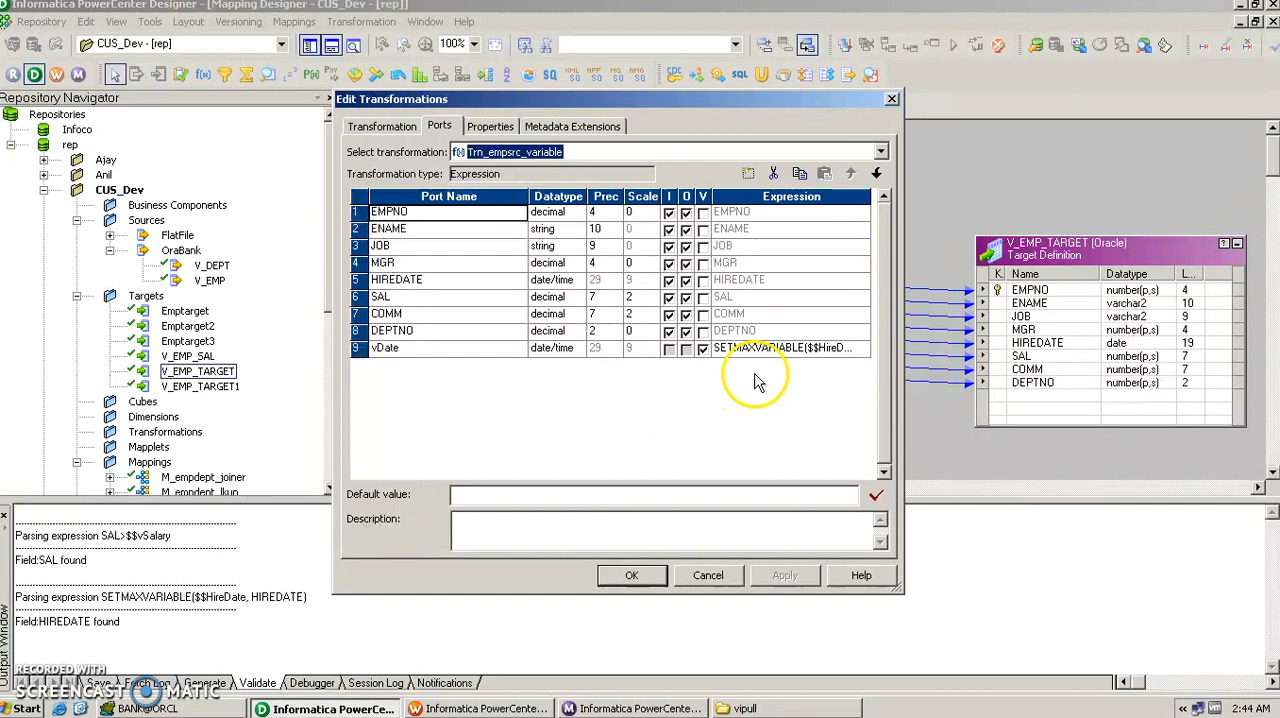 Informatica PowerCenter Designer - [Mapping Designer - CUS_Dev - [rep]
Repository Edit View Tools Layout Versioning Mappings Transformation Window Help
CUS_Dev - [rep] 100%
Repository Navigator
Repositories
Infoco
rep
Ajay
Anil
CUS_Dev
Business Components
Sources
FlatFile
OraBank
V_DEPT
V_EMP
Targets
Emptarget
Emptarget2
Emptarget3
V_EMP_SAL
V_EMP_TARGET
V_EMP_TARGET1
Cubes
Dimensions
Transformations
Mapplets
Mappings
M_empdept_joiner
M_empdept_lkup
Edit Transformations
Transformation Ports Properties Metadata Extensions
Select transformation: f(x) Trn_empsrc_variable
Transformation type: Expression
Port Name Datatype Prec Scale I O V Expression
1 EMPNO decimal 4 0 EMPNO
2 ENAME string 10 0 ENAME
3 JOB string 9 0 JOB
4 MGR decimal 4 0 MGR
5 HIREDATE date/time 29 9 HIREDATE
6 SAL decimal 7 2 SAL
7 COMM decimal 7 2 COMM
8 DEPTNO decimal 2 0 DEPTNO
9 vDate date/time 29 9 SETMAXVARIABLE($$HireD...
Default value:
Description:
OK Cancel Apply Help
V_EMP_TARGET (Oracle)
Target Definition
K. Name Datatype L...
EMPNO number(p,s) 4
ENAME varchar2 10
JOB varchar2 9
MGR number(p,s) 4
HIREDATE date 19
SAL number(p,s) 7
COMM number(p,s) 7
DEPTNO number(p,s) 2
Parsing expression SAL>$$vSalary
Field:SAL found
Parsing expression SETMAXVARIABLE($$HireDate, HIREDATE)
Field:HIREDATE found
Output Window
Save Fetch Log Generate Validate Debugger Session Log Notifications
RECORDED WITH
SCREENCAST MATIC
Start BANK@ORCL Informatica PowerCente... Informatica PowerCenter... Informatica PowerCenter... vipull 2:44 AM